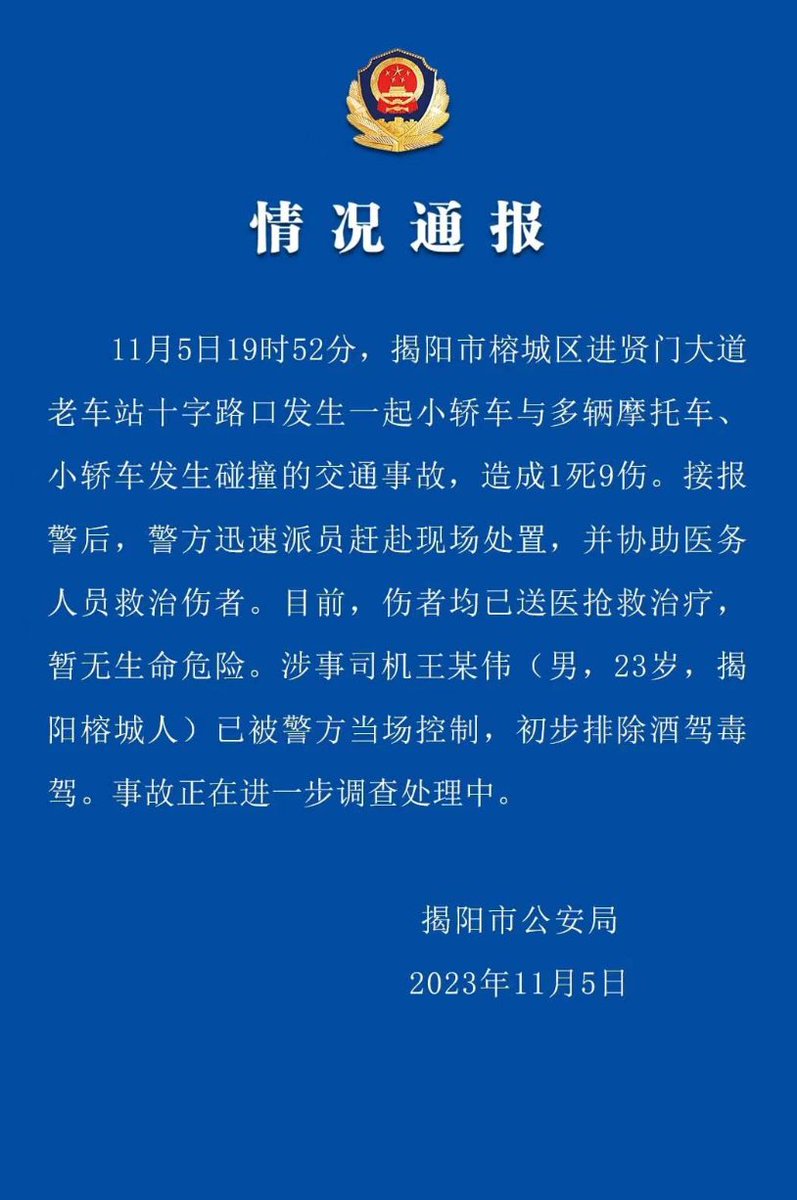 情况通报
11月5日19时52分，揭阳市榕城区进贤门大道
老车站十字路口发生一起小轿车与多辆摩托车、
小轿车发生碰撞的交通事故，造成1死9伤。接报
警后，警方迅速派员赶赴现场处置，并协助医务
人员救治伤者。目前，伤者均已送医抢救治疗，
暂无生命危险。涉事司机王某伟（男，23岁，揭
阳榕城人）已被警方当场控制，初步排除酒驾毒
驾。事故正在进一步调查处理中。
揭阳市公安局
2023年11月5日